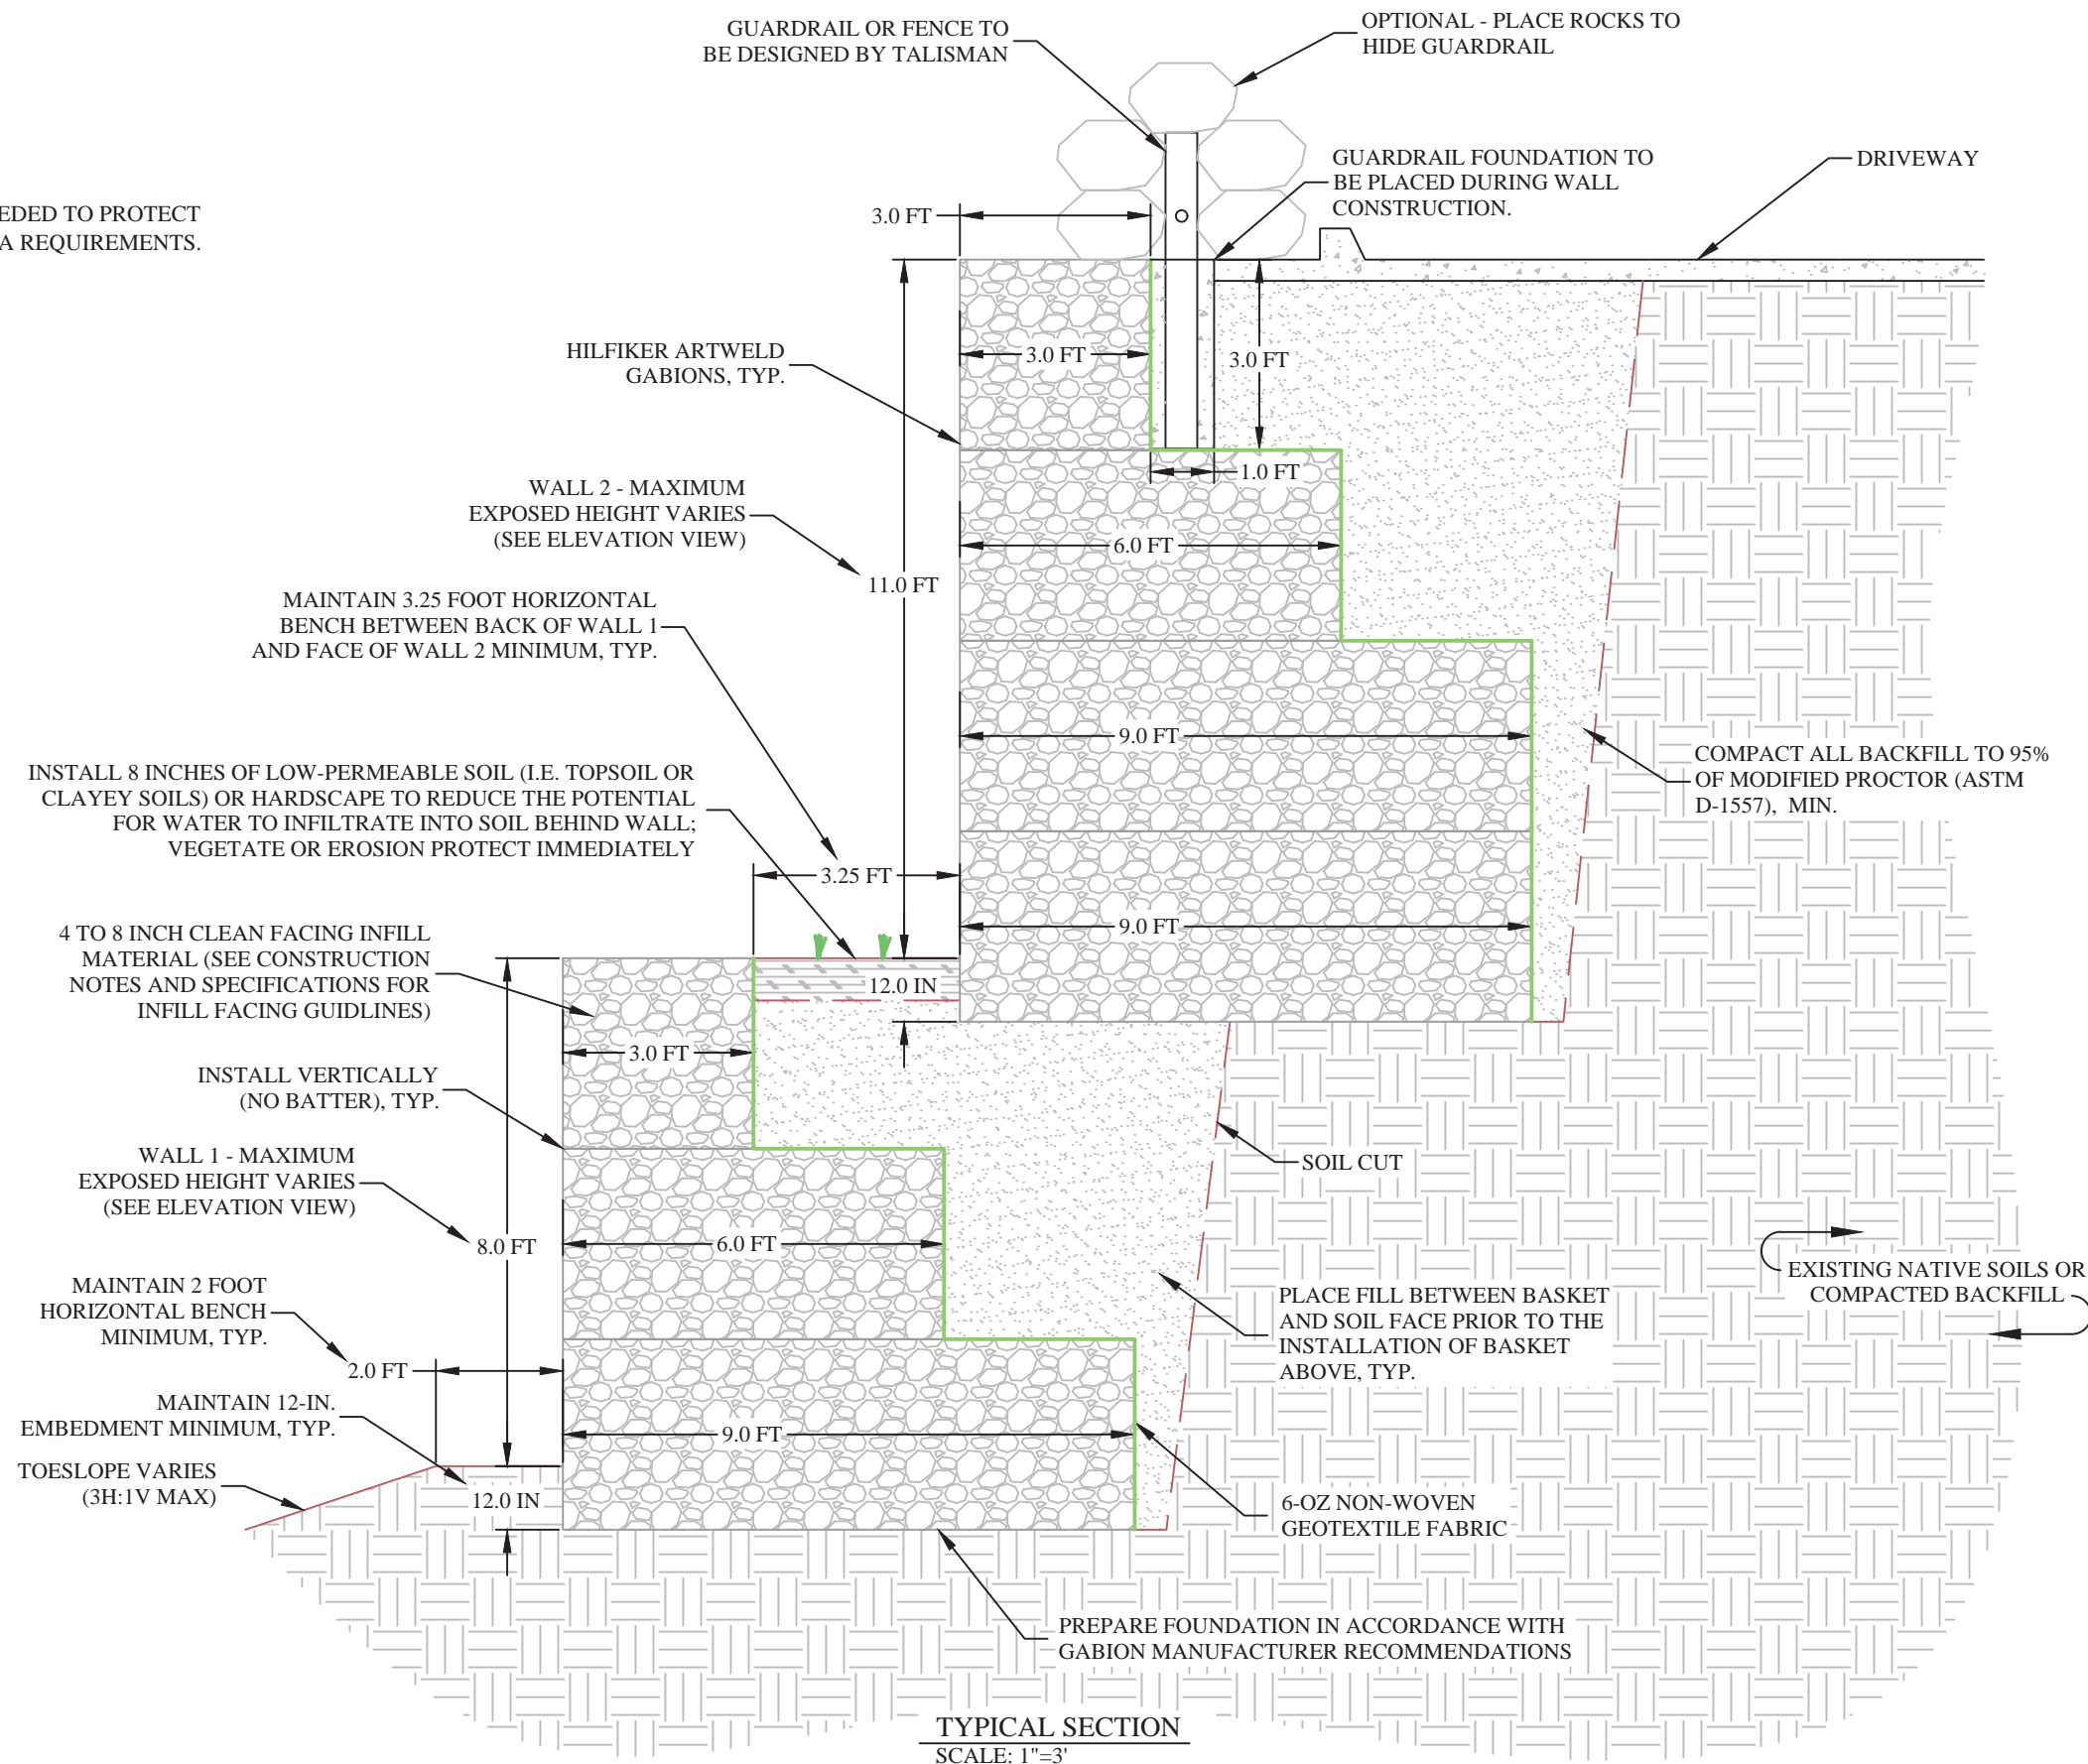 GUARDRAIL OR FENCE TO
BE DESIGNED BY TALISMAN
OPTIONAL - PLACE ROCKS TO
HIDE GUARDRAIL
GUARDRAIL FOUNDATION TO
BE PLACED DURING WALL
CONSTRUCTION.
DRIVEWAY
EDED TO PROTECT
A REQUIREMENTS.
3.0 FT
HILFIKER ARTWELD
GABIONS, TYP.
3.0 FT
3.0 FT
1.0 FT
WALL 2 - MAXIMUM
EXPOSED HEIGHT VARIES
(SEE ELEVATION VIEW)
6.0 FT
11.0 FT
MAINTAIN 3.25 FOOT HORIZONTAL
BENCH BETWEEN BACK OF WALL 1
AND FACE OF WALL 2 MINIMUM, TYP.
9.0 FT
COMPACT ALL BACKFILL TO 95%
OF MODIFIED PROCTOR (ASTM
D-1557), MIN.
INSTALL 8 INCHES OF LOW-PERMEABLE SOIL (I.E. TOPSOIL OR
CLAYEY SOILS) OR HARDSCAPE TO REDUCE THE POTENTIAL
FOR WATER TO INFILTRATE INTO SOIL BEHIND WALL;
VEGETATE OR EROSION PROTECT IMMEDIATELY
3.25 FT
9.0 FT
4 TO 8 INCH CLEAN FACING INFILL
MATERIAL (SEE CONSTRUCTION
NOTES AND SPECIFICATIONS FOR
INFILL FACING GUIDLINES)
12.0 IN
3.0 FT
INSTALL VERTICALLY
(NO BATTER), TYP.
SOIL CUT
WALL 1 - MAXIMUM
EXPOSED HEIGHT VARIES
(SEE ELEVATION VIEW)
8.0 FT
6.0 FT
MAINTAIN 2 FOOT
HORIZONTAL BENCH
MINIMUM, TYP.
2.0 FT
PLACE FILL BETWEEN BASKET
AND SOIL FACE PRIOR TO THE
INSTALLATION OF BASKET
ABOVE, TYP.
EXISTING NATIVE SOILS OR
COMPACTED BACKFILL
MAINTAIN 12-IN.
EMBEDMENT MINIMUM, TYP.
9.0 FT
TOESLOPE VARIES
(3H:1V MAX)
12.0 IN
6-OZ NON-WOVEN
GEOTEXTILE FABRIC
PREPARE FOUNDATION IN ACCORDANCE WITH
GABION MANUFACTURER RECOMMENDATIONS
TYPICAL SECTION
SCALE: 1"=3'